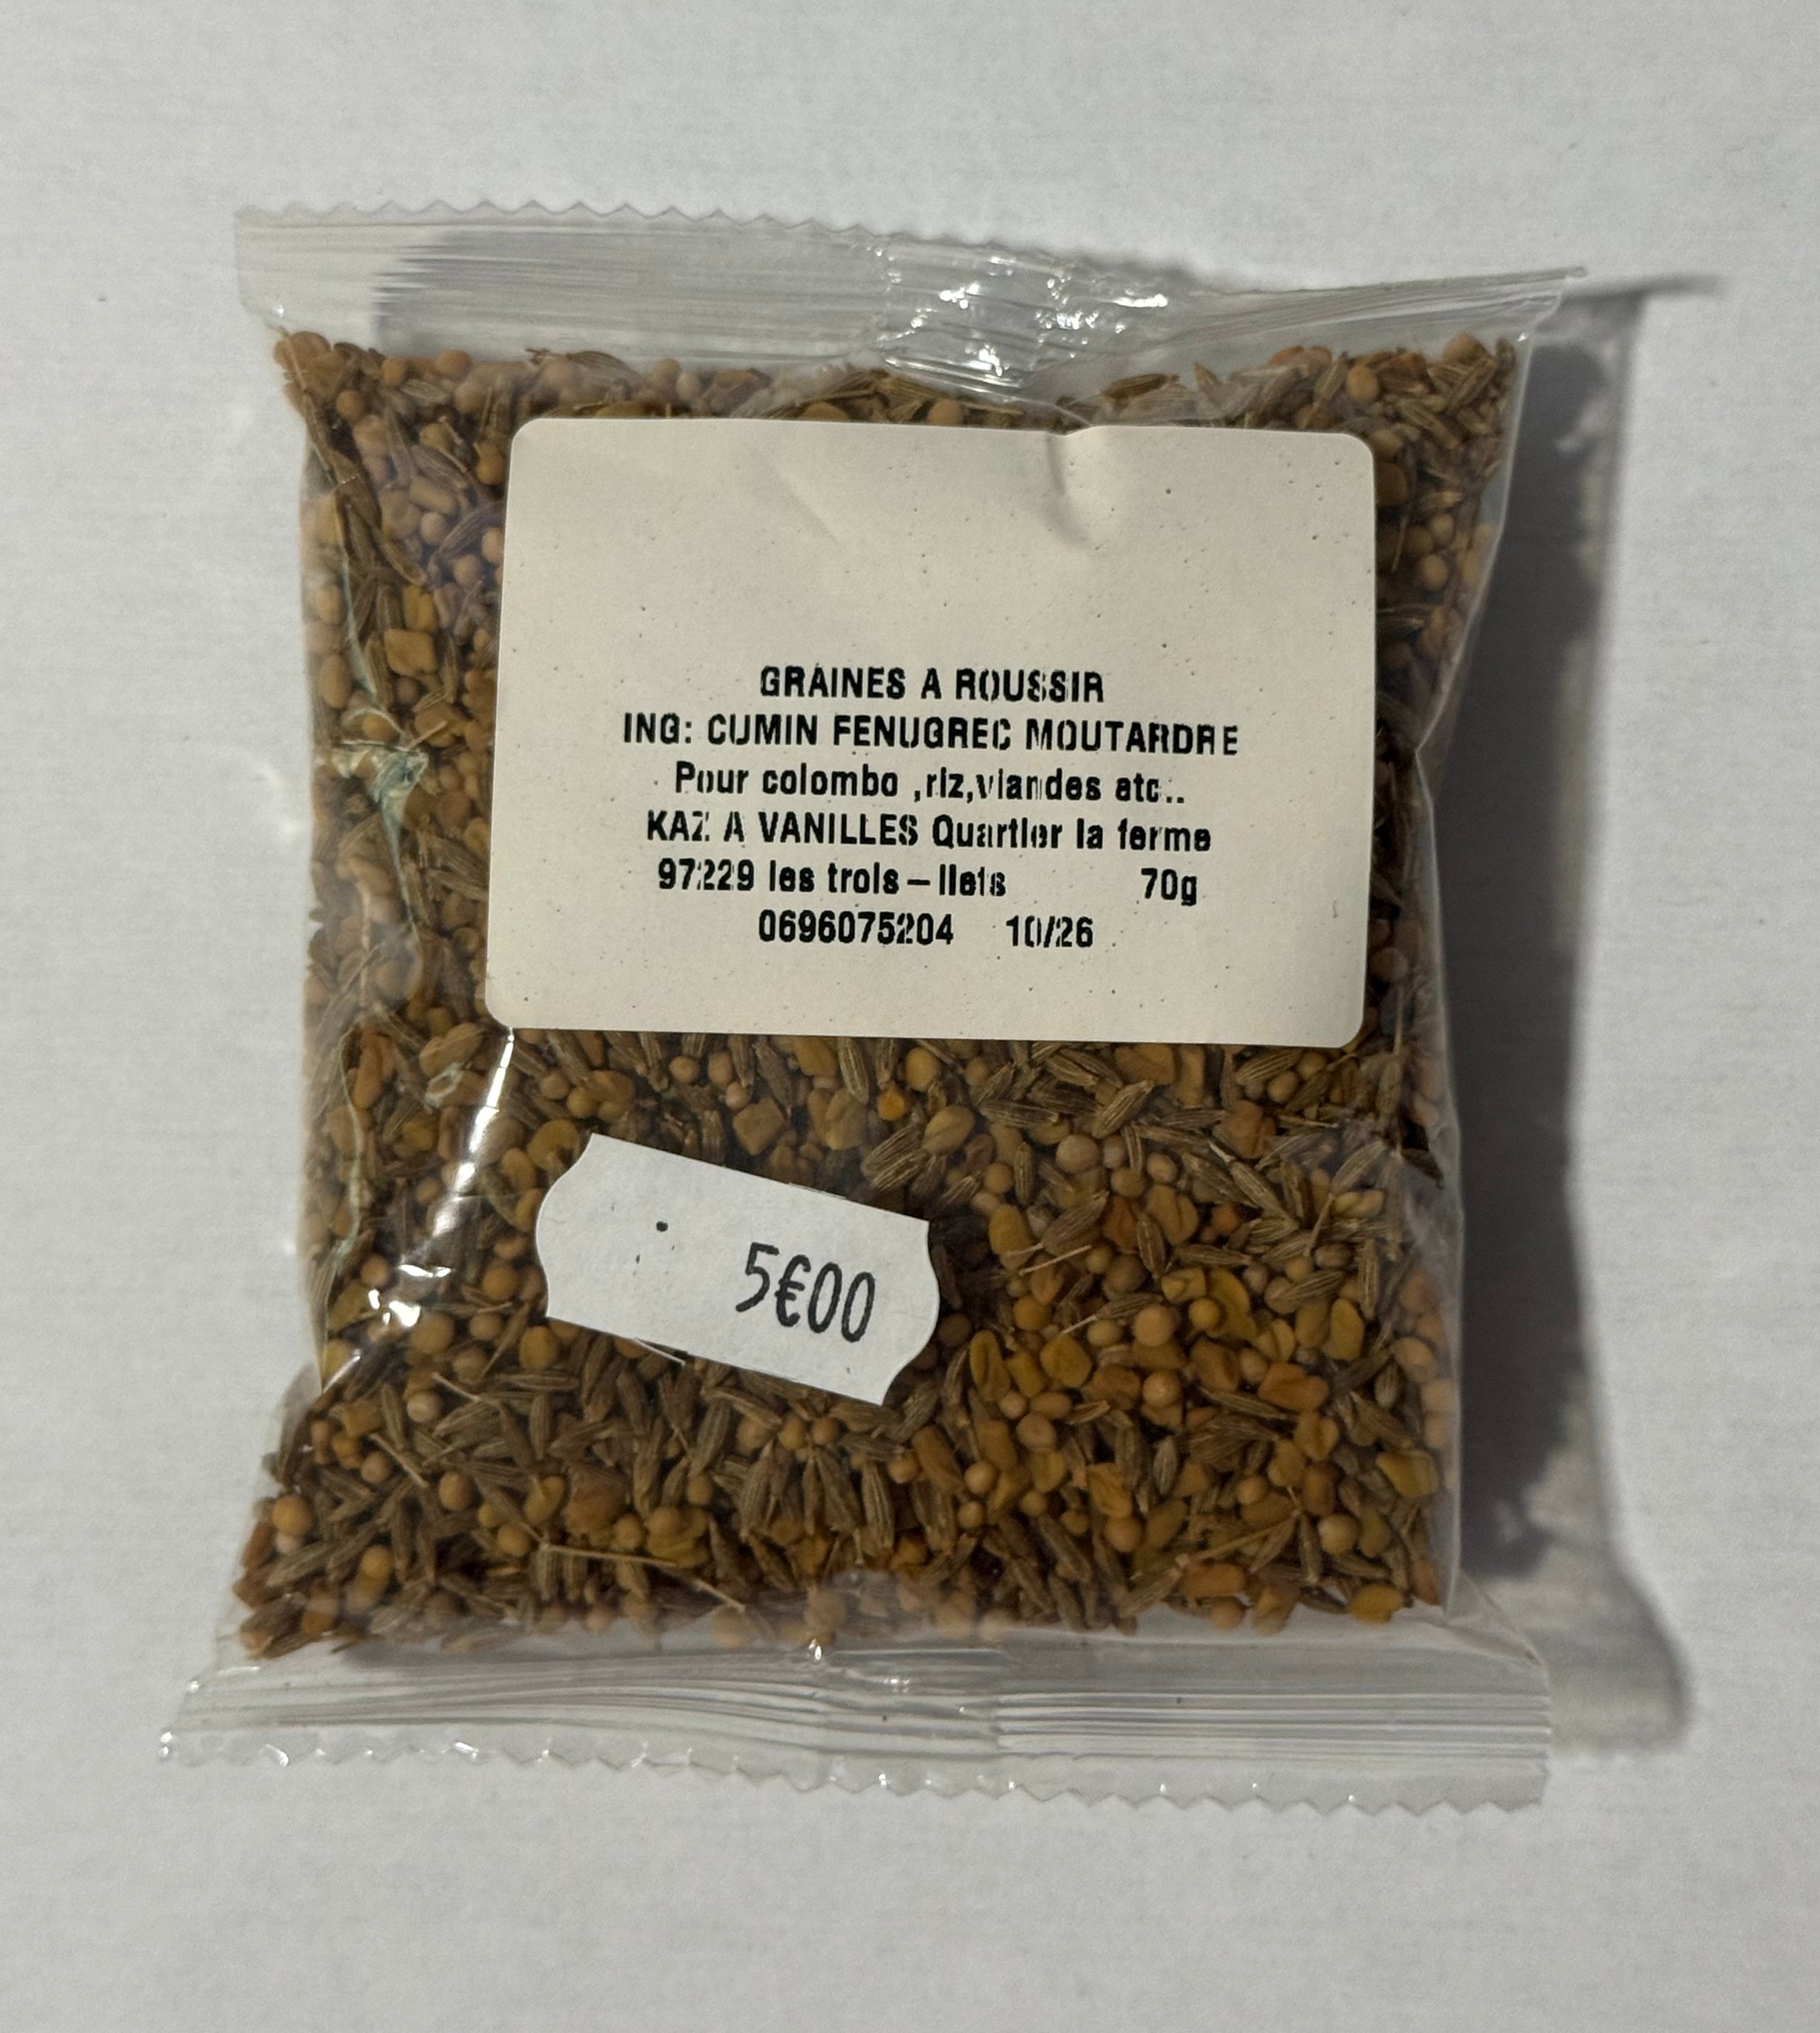 GRAINES A ROUSSIR
ING: CUMIN FENUGREC MOUTARDRE
Pour colombo ,riz,viandes etc..
KAZ A VANILLES Quartier la ferme
97229 les trois – Ilets 70g
0696075204 10/26
5€00